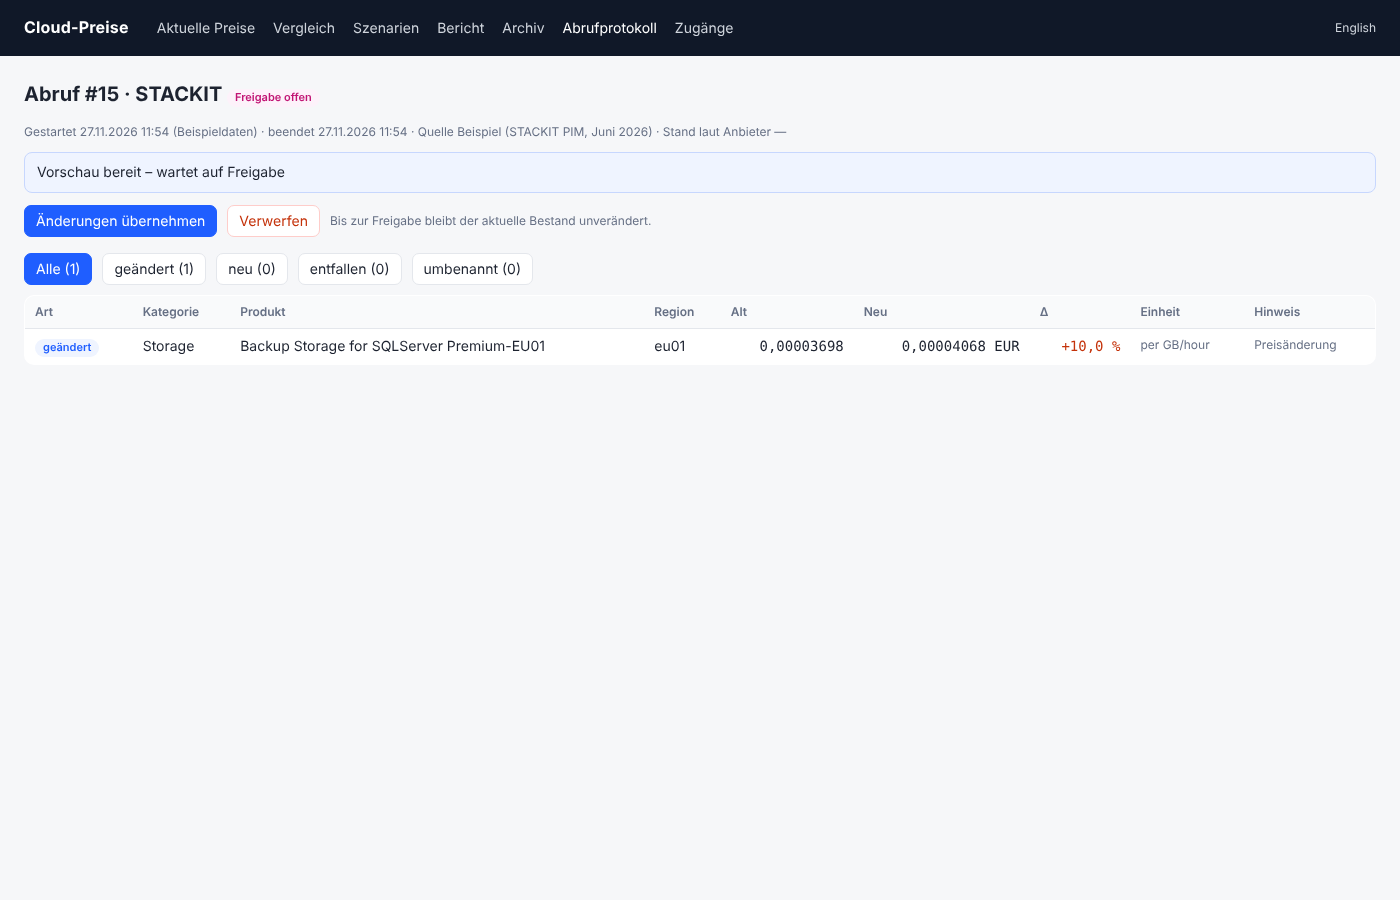 Cloud-Preise Aktuelle Preise Vergleich Szenarien Bericht Archiv Abrufprotokoll Zugänge English
Abruf #15 · STACKIT Freigabe offen
Gestartet 27.11.2026 11:54 (Beispieldaten) · beendet 27.11.2026 11:54 · Quelle Beispiel (STACKIT PIM, Juni 2026) · Stand laut Anbieter —
Vorschau bereit – wartet auf Freigabe
Änderungen übernehmen Verwerfen Bis zur Freigabe bleibt der aktuelle Bestand unverändert.
Alle (1) geändert (1) neu (0) entfallen (0) umbenannt (0)
Art Kategorie Produkt Region Alt Neu Δ Einheit Hinweis
geändert Storage Backup Storage for SQLServer Premium-EU01 eu01 0,00003698 0,00004068 EUR +10,0 % per GB/hour Preisänderung